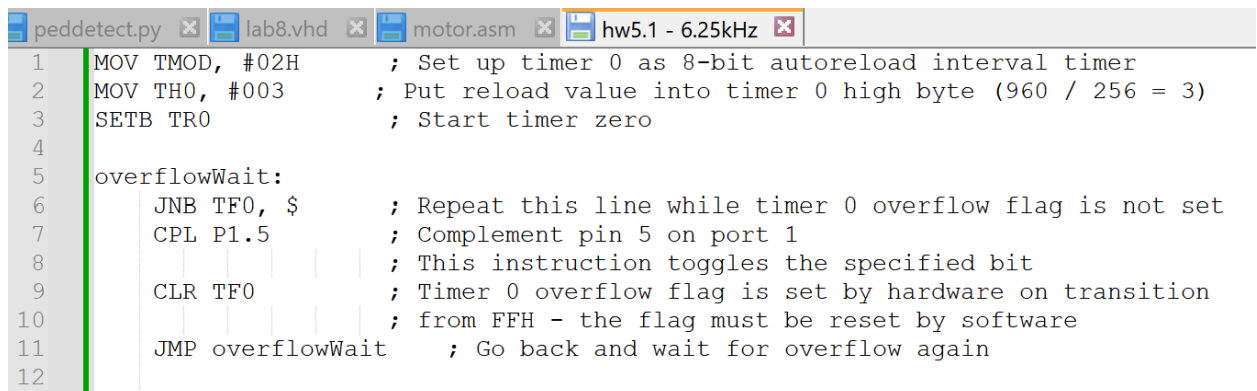 peddetect.py lab8.vhd motor.asm hw5.1 - 6.25kHz
1 MOV TMOD, #02H ; Set up timer 0 as 8-bit autoreload interval timer
2 MOV TH0, #003 ; Put reload value into timer 0 high byte (960 / 256 = 3)
3 SETB TR0 ; Start timer zero
4
5 overflowWait:
6 JNB TF0, $ ; Repeat this line while timer 0 overflow flag is not set
7 CPL P1.5 ; Complement pin 5 on port 1
8 ; This instruction toggles the specified bit
9 CLR TF0 ; Timer 0 overflow flag is set by hardware on transition
10 ; from FFH - the flag must be reset by software
11 JMP overflowWait ; Go back and wait for overflow again
12